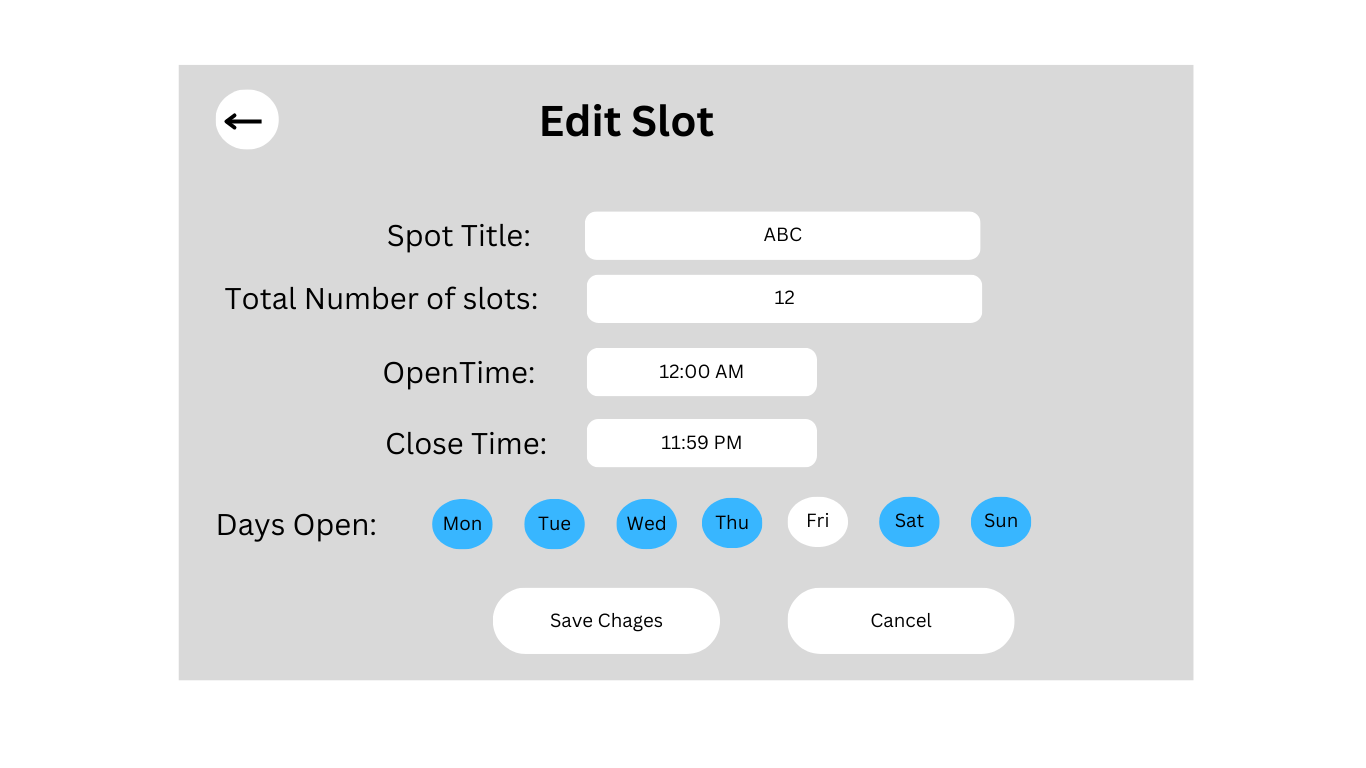 Edit Slot
Spot Title: ABC
Total Number of slots: 12
OpenTime: 12:00 AM
Close Time: 11:59 PM
Days Open: Mon Tue Wed Thu Fri Sat Sun
Save Chages Cancel